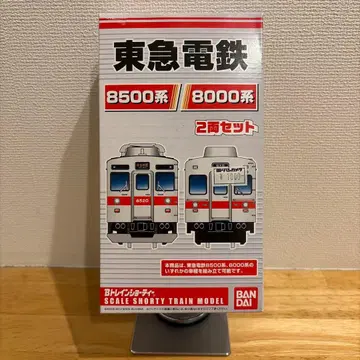 東急電鉄
8500系 8000系
2両セット
8520
本商品は、東急電鉄8500系、8000系の
いずれかの車種を組み立て可能です。
Bトレインショーティー
SCALE SHORTY TRAIN MODEL
BAN
DAI